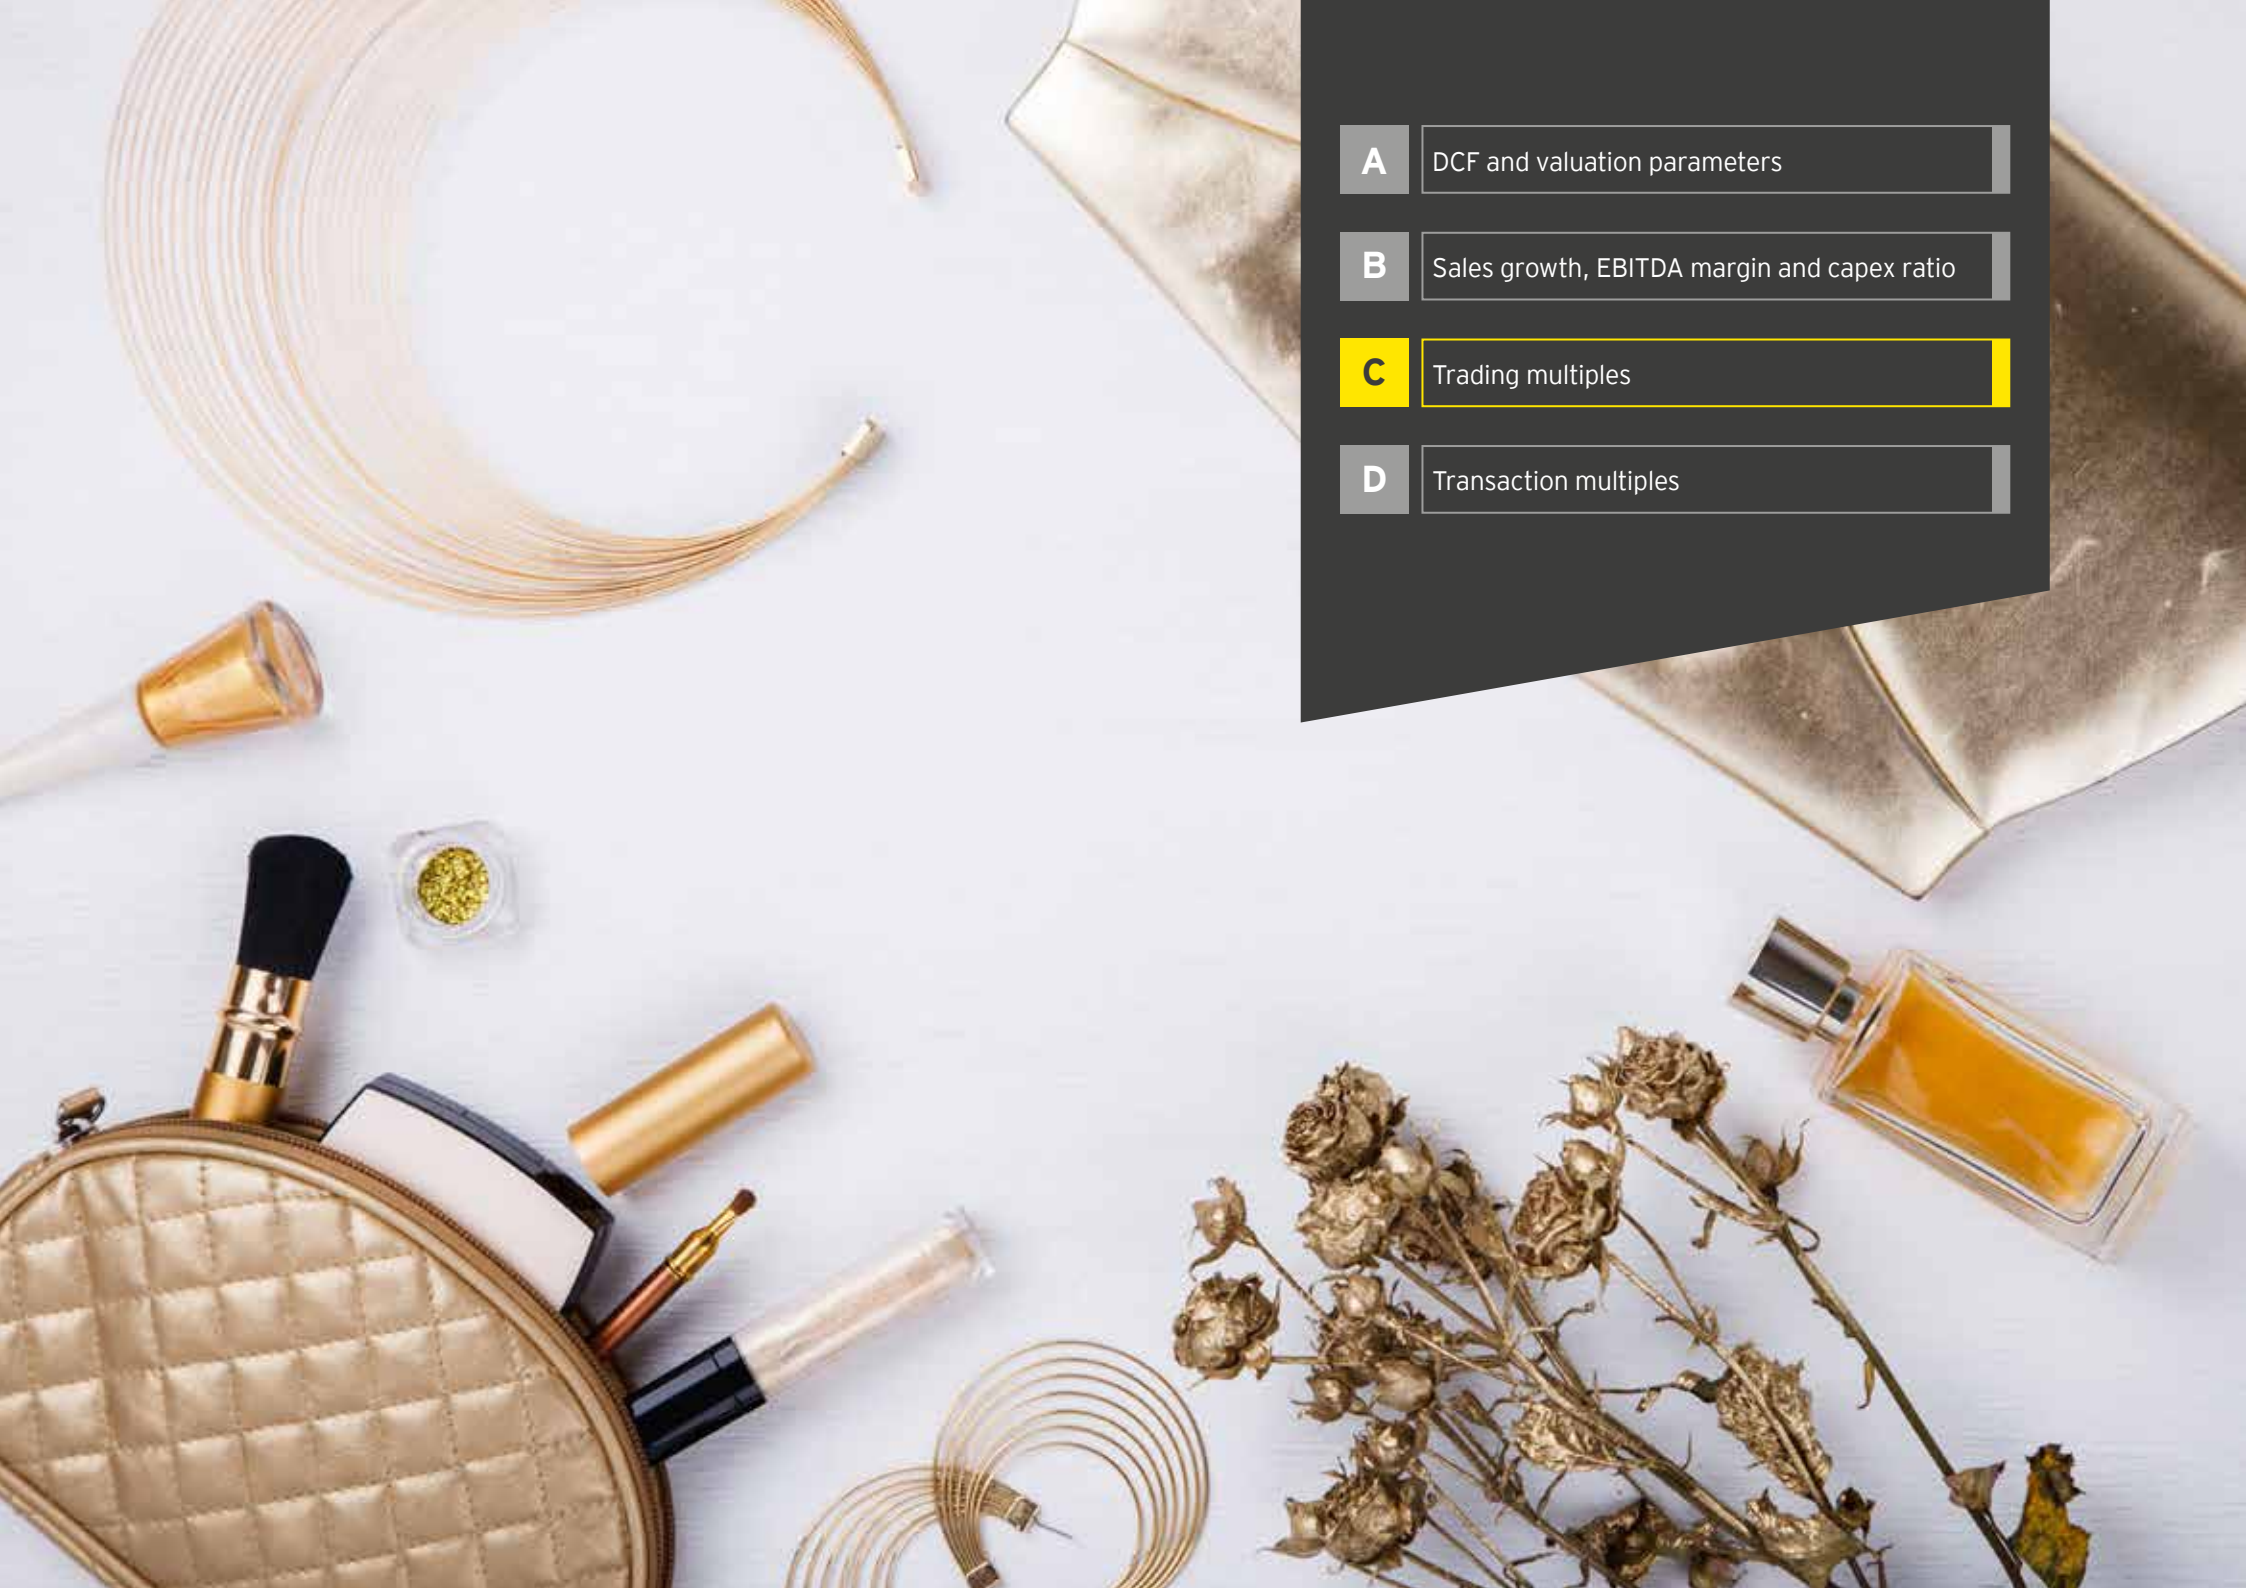 A DCF and valuation parameters
B Sales growth, EBITDA margin and capex ratio
C Trading multiples
D Transaction multiples